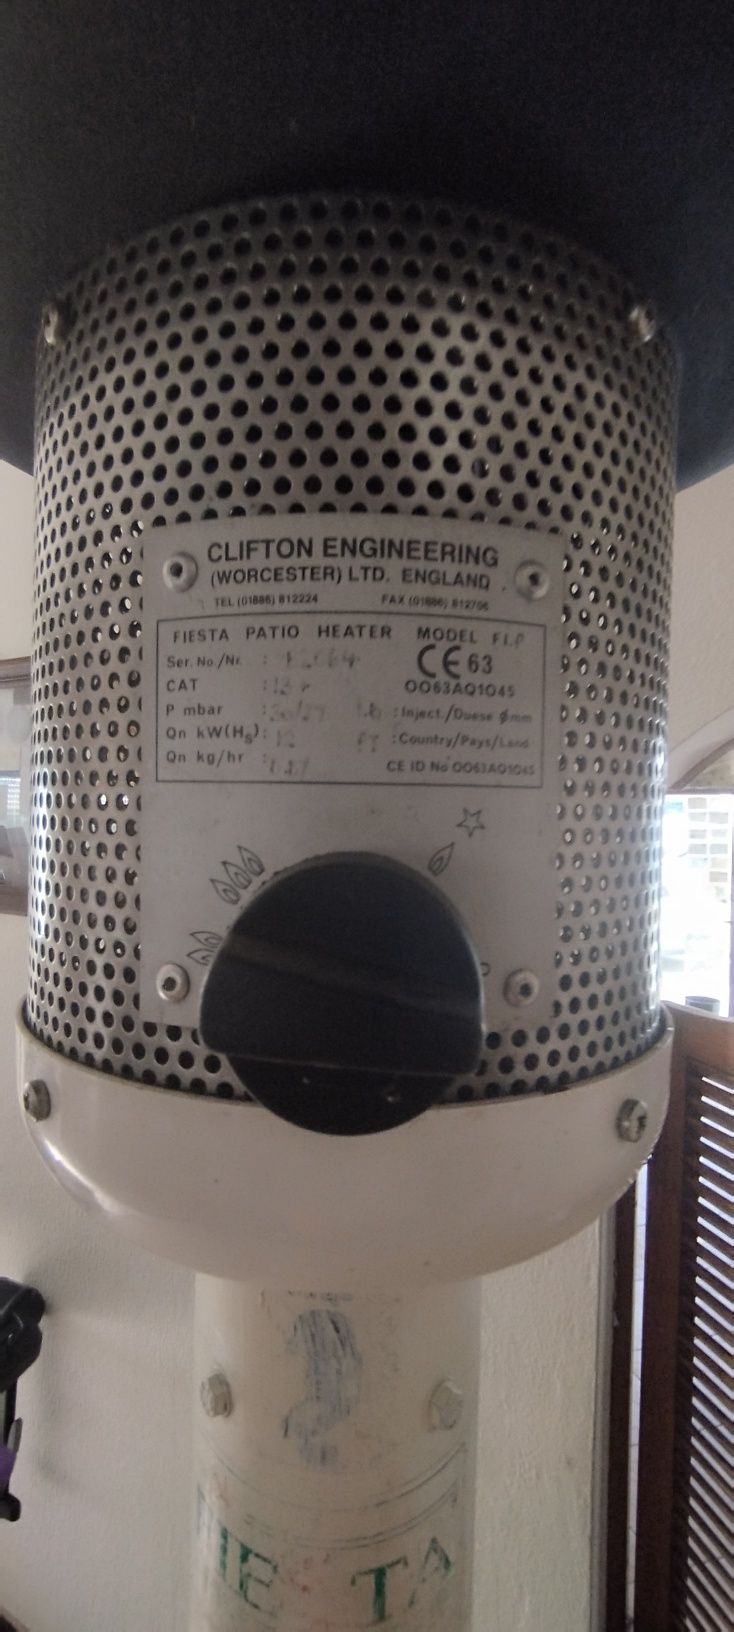 CLIFTON ENGINEERING
(WORCESTER) LTD. ENGLAND
TEL (01886) 812224 FAX (01886) 812706
FIESTA PATIO HEATER MODEL
Ser. No./Nr. : CE 63
CAT : 0063AQ1045
P mbar : :Inject./Duese ømm
Qn kW(Hs): 12 :Country/Pays/Land
Qn kg/hr : CE ID No 0063AQ1045